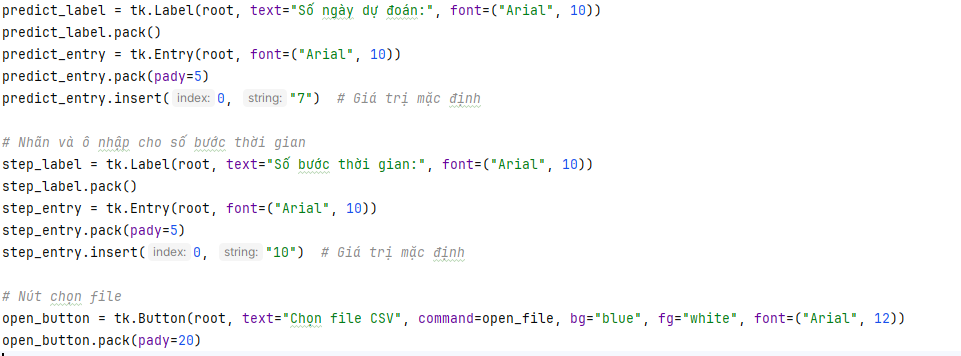 predict_label = tk.Label(root, text="Số ngày dự đoán:", font=("Arial", 10))
predict_label.pack()
predict_entry = tk.Entry(root, font=("Arial", 10))
predict_entry.pack(pady=5)
predict_entry.insert( index: 0, string: "7")  # Giá trị mặc định

# Nhãn và ô nhập cho số bước thời gian
step_label = tk.Label(root, text="Số bước thời gian:", font=("Arial", 10))
step_label.pack()
step_entry = tk.Entry(root, font=("Arial", 10))
step_entry.pack(pady=5)
step_entry.insert( index: 0, string: "10")  # Giá trị mặc định

# Nút chọn file
open_button = tk.Button(root, text="Chọn file CSV", command=open_file, bg="blue", fg="white", font=("Arial", 12))
open_button.pack(pady=20)